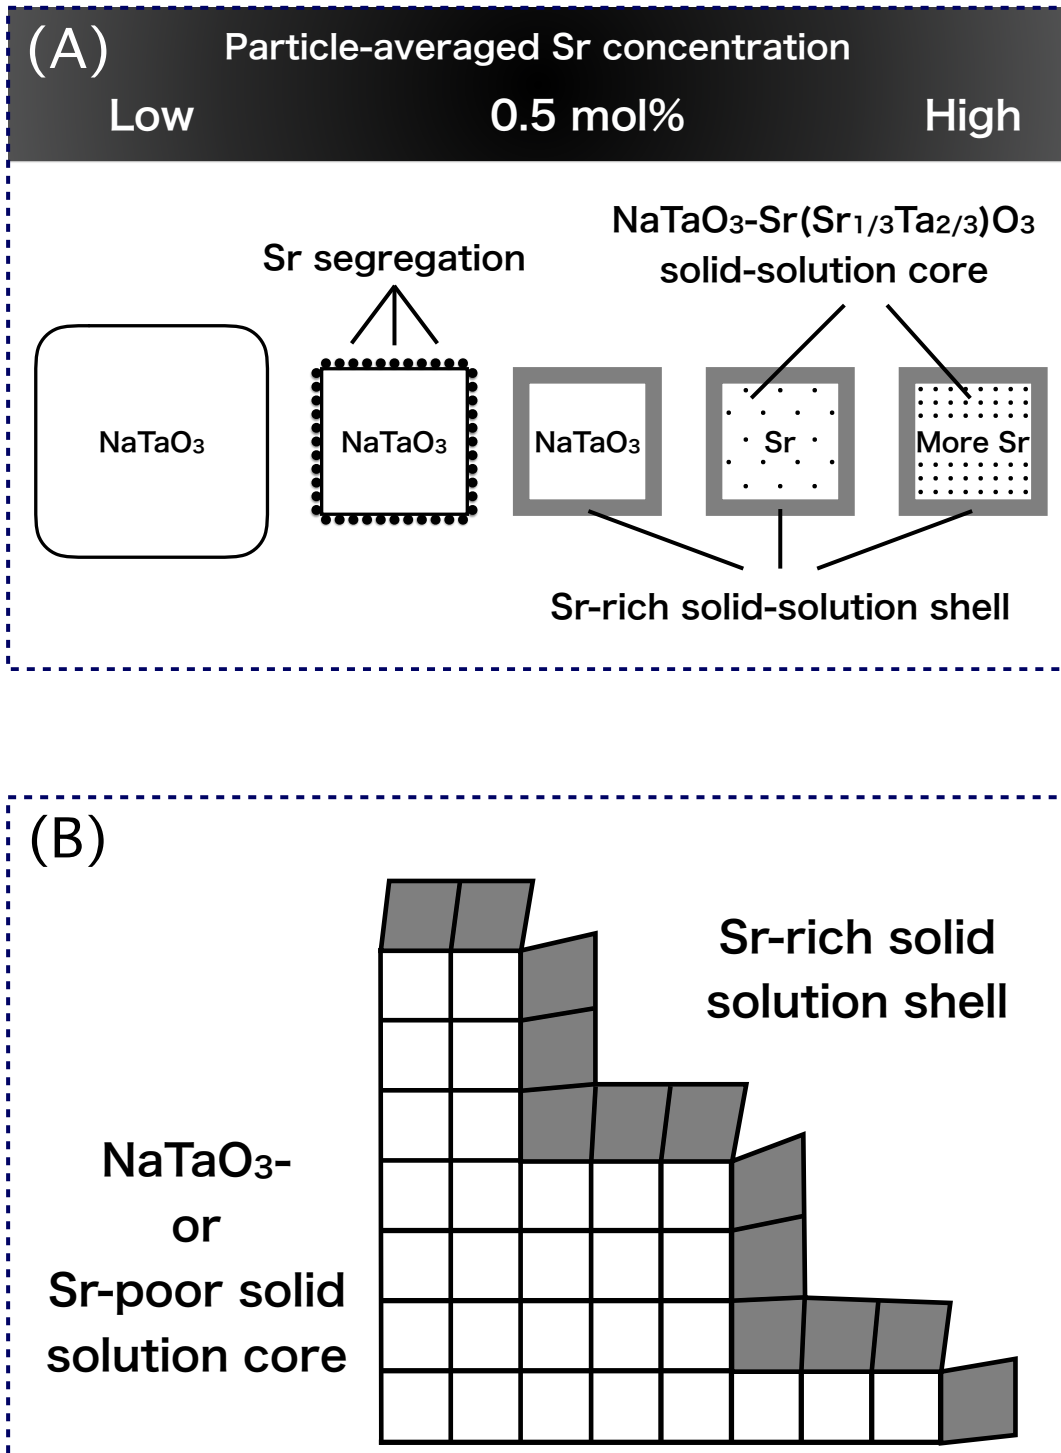 (A)
Particle-averaged Sr concentration
Low 0.5 mol% High
NaTaO3-Sr(Sr1/3Ta2/3)O3
solid-solution core
Sr segregation
NaTaO3 NaTaO3 NaTaO3 Sr More Sr
Sr-rich solid-solution shell
(B)
Sr-rich solid
solution shell
NaTaO3-
or
Sr-poor solid
solution core